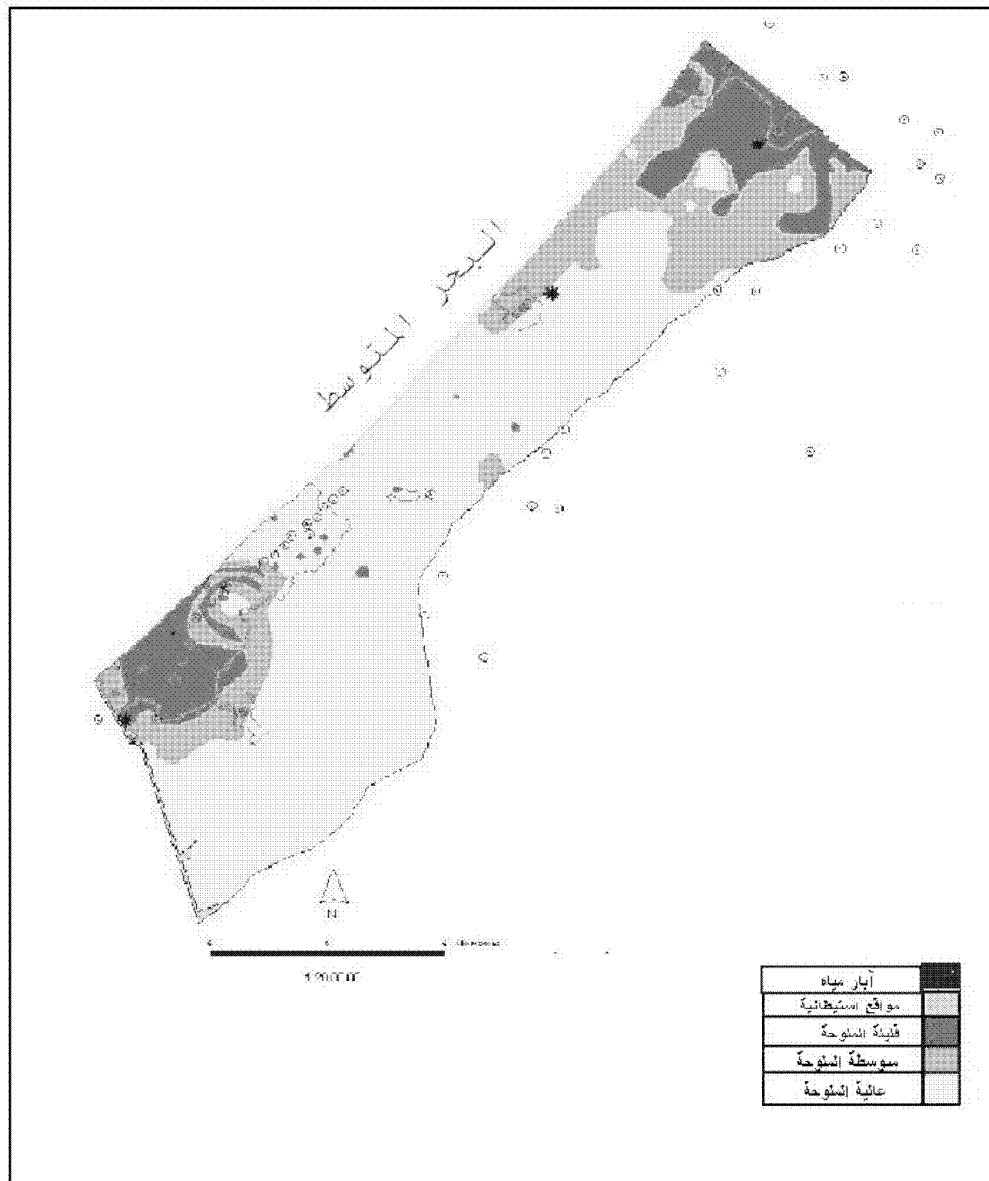 البحر المتوسط
N
آبار مياه
مواقع استيطانية
قليلة الملوحة
متوسطة الملوحة
عالية الملوحة